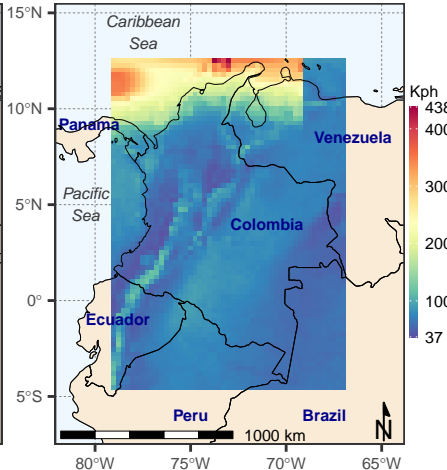 15°N
10°N
5°N
0°
5°S
80°W
75°W
70°W
65°W
Caribbean
Sea
Panama
Venezuela
Pacific
Sea
Colombia
Ecuador
Peru
Brazil
1000 km
N
Kph
438
400
300
200
100
37